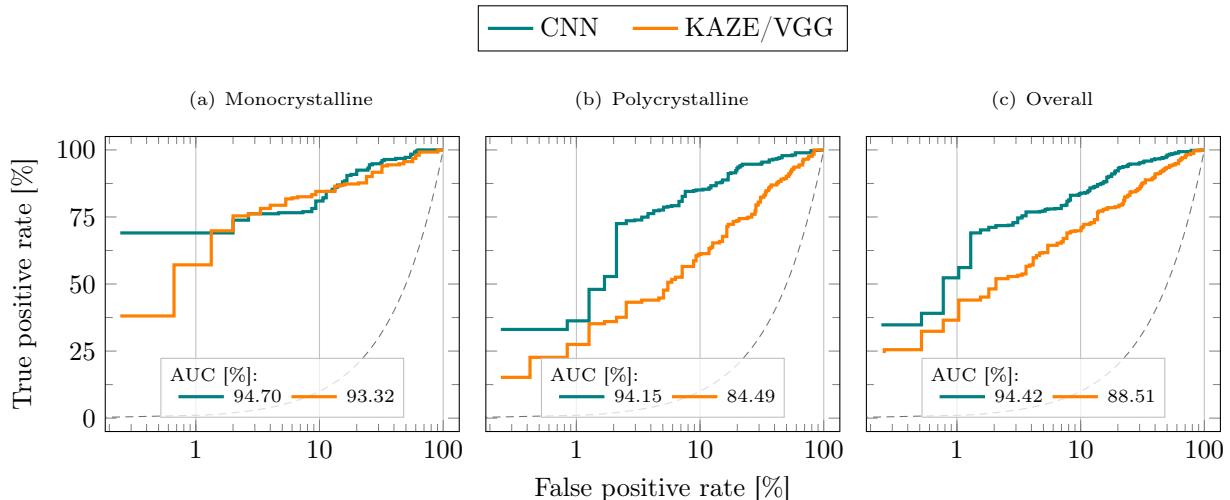 CNN KAZE/VGG
(a) Monocrystalline (b) Polycrystalline (c) Overall
True positive rate [%]
100
75
50
25
0
AUC [%]:
94.70 93.32
1 10 100
AUC [%]:
94.15 84.49
1 10 100
AUC [%]:
94.42 88.51
1 10 100
False positive rate [%]